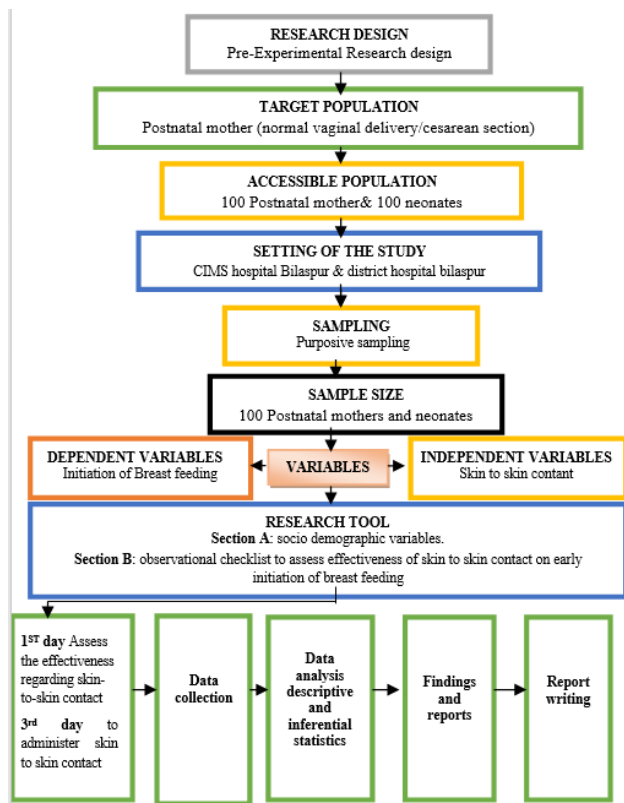 RESEARCH DESIGN
Pre-Experimental Research design
TARGET POPULATION
Postnatal mother (normal vaginal delivery/cesarean section)
ACCESSIBLE POPULATION
100 Postnatal mother& 100 neonates
SETTING OF THE STUDY
CIMS hospital Bilaspur & district hospital bilaspur
SAMPLING
Purposive sampling
SAMPLE SIZE
100 Postnatal mothers and neonates
DEPENDENT VARIABLES
Initiation of Breast feeding
VARIABLES
INDEPENDENT VARIABLES
Skin to skin contant
RESEARCH TOOL
Section A: socio demographic variables.
Section B: observational checklist to assess effectiveness of skin to skin contact on early
initiation of breast feeding
1ST day Assess
the effectiveness
regarding skin-
to-skin contact
3rd day to
administer skin
to skin contact
Data
collection
Data
analysis
descriptive
and
inferential
statistics
Findings
and
reports
Report
writing